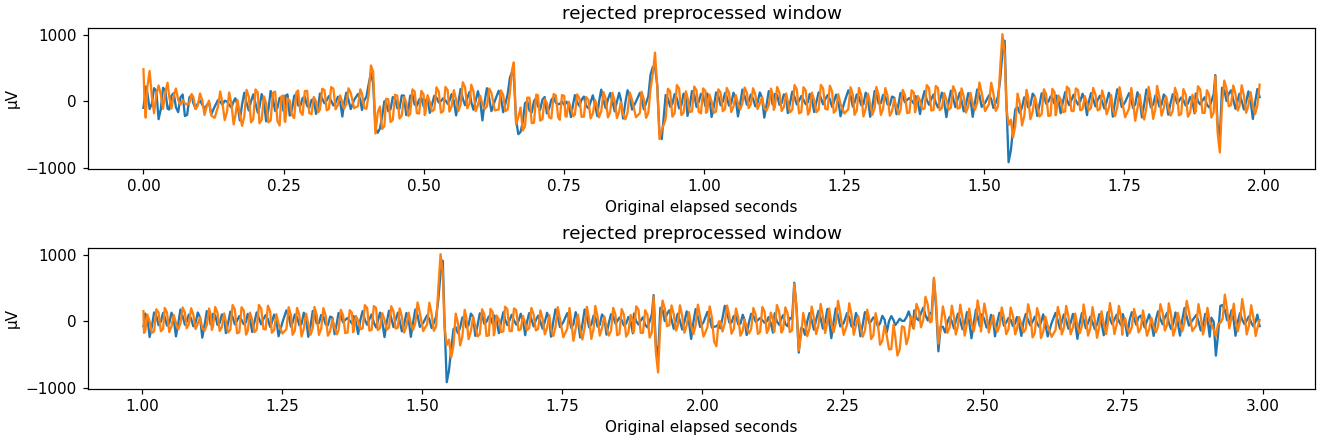 rejected preprocessed window
1000
0
−1000
μV
0.00 0.25 0.50 0.75 1.00 1.25 1.50 1.75 2.00
Original elapsed seconds
rejected preprocessed window
1000
0
−1000
μV
1.00 1.25 1.50 1.75 2.00 2.25 2.50 2.75 3.00
Original elapsed seconds